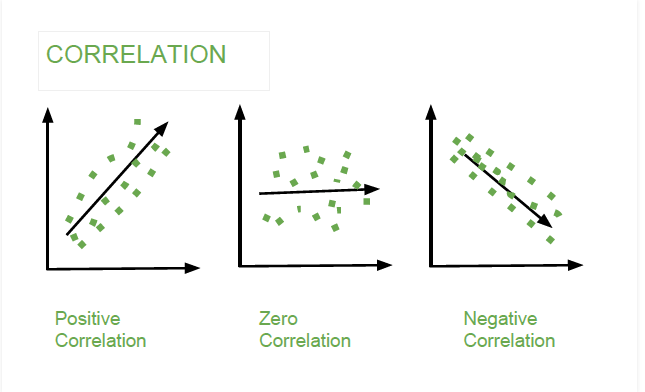 CORRELATION
Positive
Correlation
Zero
Correlation
Negative
Correlation